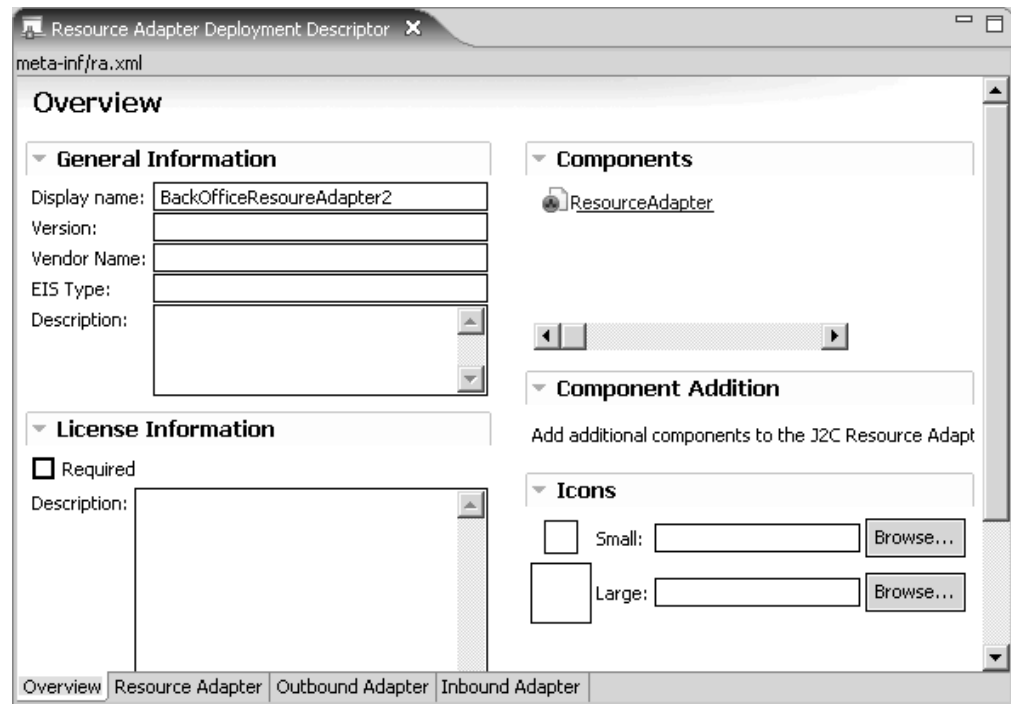 Resource Adapter Deployment Descriptor
meta-inf/ra.xml
Overview
General Information
Display name: BackOfficeResoureAdapter2
Version:
Vendor Name:
EIS Type:
Description:
License Information
Required
Description:
Components
ResourceAdapter
Component Addition
Add additional components to the J2C Resource Adapt
Icons
Small: Browse...
Large: Browse...
Overview Resource Adapter Outbound Adapter Inbound Adapter